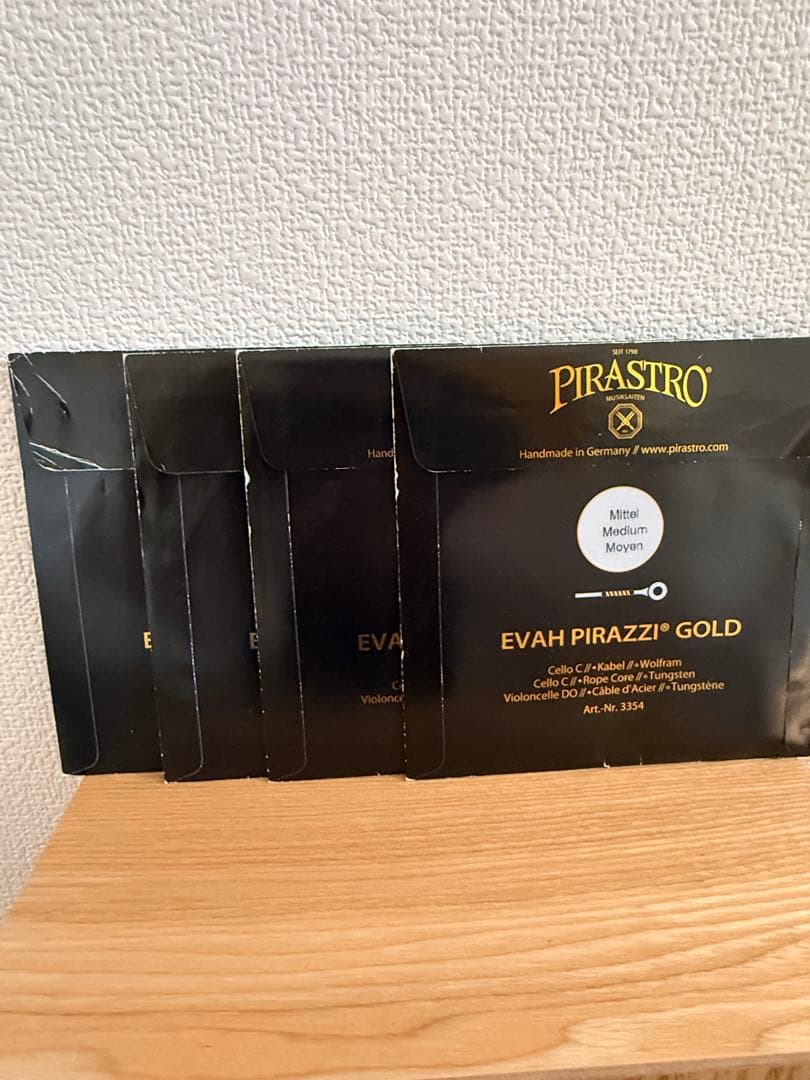 SEIT 1798
PIRASTRO®
MUSIKSAITEN
Handmade in Germany // www.pirastro.com
Mittel
Medium
Moyen
EVAH PIRAZZI® GOLD
Cello C // • Kabel // • Wolfram
Cello C // • Rope Core // • Tungsten
Violoncelle DO // • Câble d'Acier // • Tungstène
Art.-Nr. 3354
Hand
EVA
C
Violonce
E
E